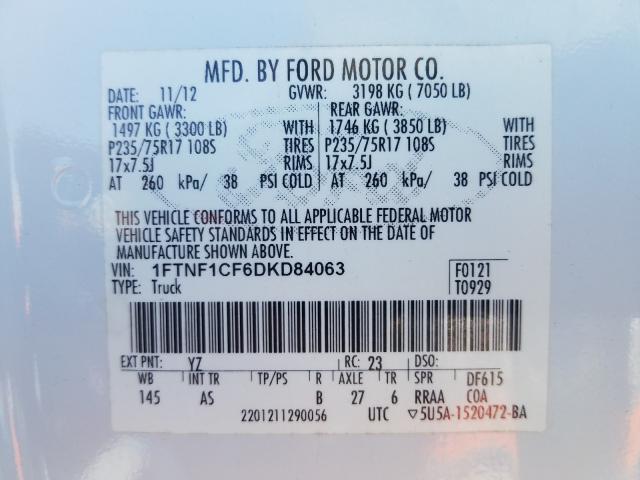 MFD. BY FORD MOTOR CO.
DATE: 11/12 GVWR: 3198 KG ( 7050 LB)
FRONT GAWR: REAR GAWR:
1497 KG ( 3300 LB) WITH 1746 KG ( 3850 LB) WITH
P235/75R17 108S TIRES P235/75R17 108S TIRES
17x7.5J RIMS 17x7.5J RIMS
AT 260 kPa/ 38 PSI COLD AT 260 kPa/ 38 PSI COLD
THIS VEHICLE CONFORMS TO ALL APPLICABLE FEDERAL MOTOR
VEHICLE SAFETY STANDARDS IN EFFECT ON THE DATE OF
MANUFACTURE SHOWN ABOVE.
VIN: 1FTNF1CF6DKD84063 F0121
TYPE: Truck T0929
EXT PNT: YZ RC: 23 DSO:
WB INT TR TP/PS R AXLE TR SPR DF615
145 AS B 27 6 RRAA COA
2201211290056 UTC ▽5U5A-1520472-BA